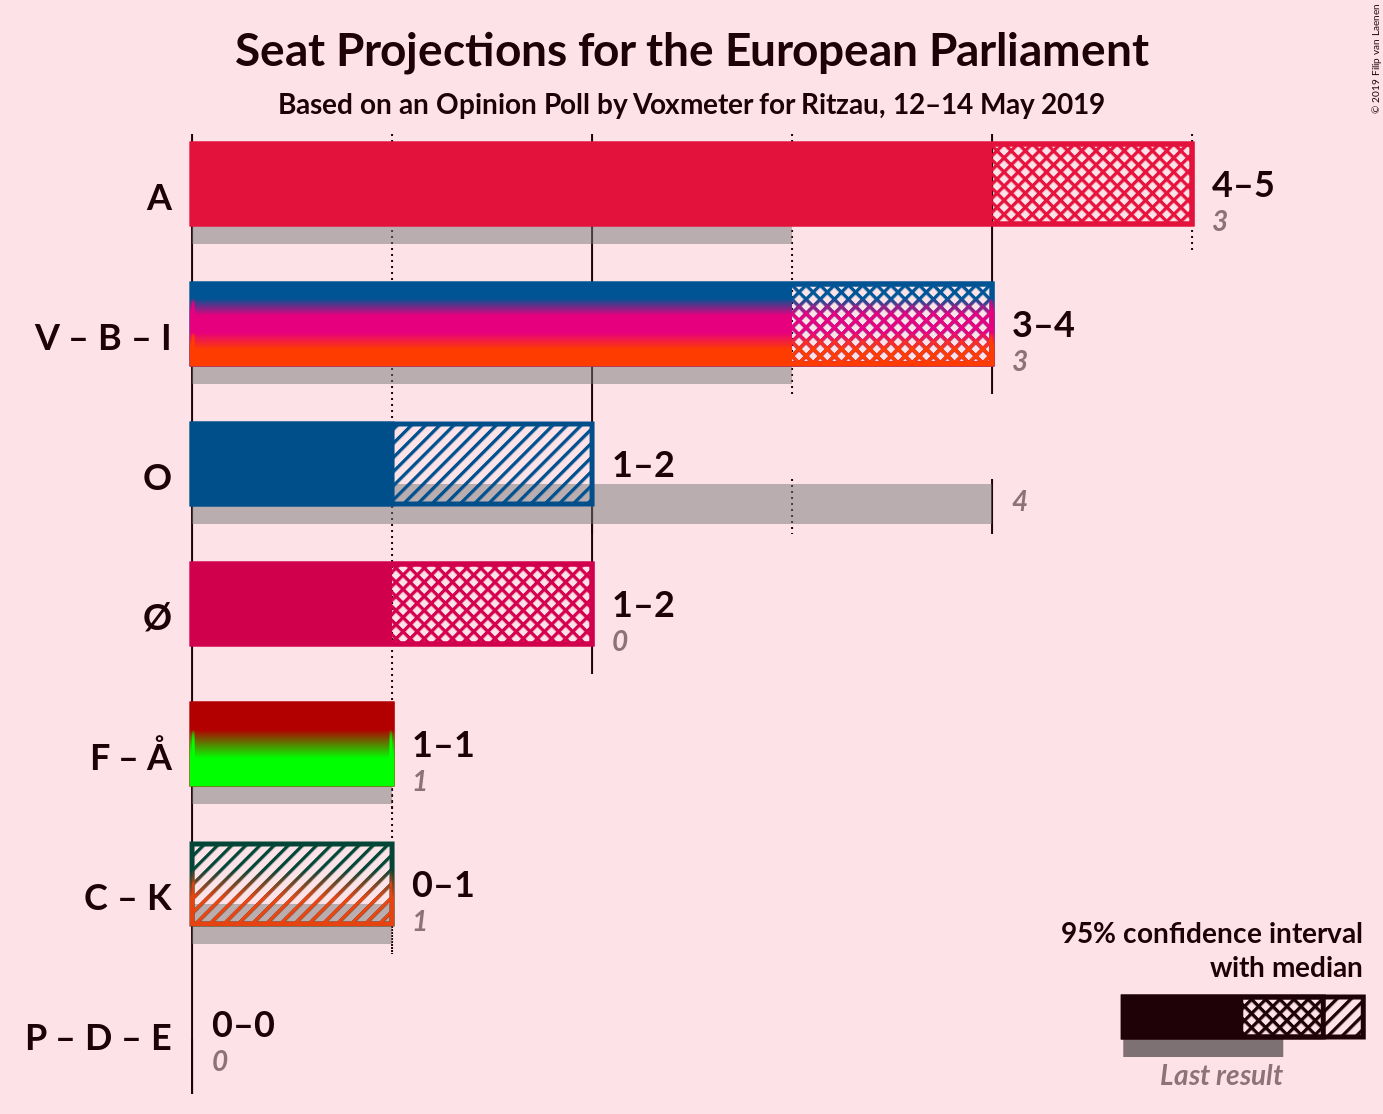 Seat Projections for the European Parliament
Based on an Opinion Poll by Voxmeter for Ritzau, 12–14 May 2019
© 2019 Filip van Laenen
A
4–5
3
V – B – I
3–4
3
O
1–2
4
Ø
1–2
0
F – Å
1–1
1
C – K
0–1
1
P – D – E
0–0
0
95% confidence interval
with median
Last result